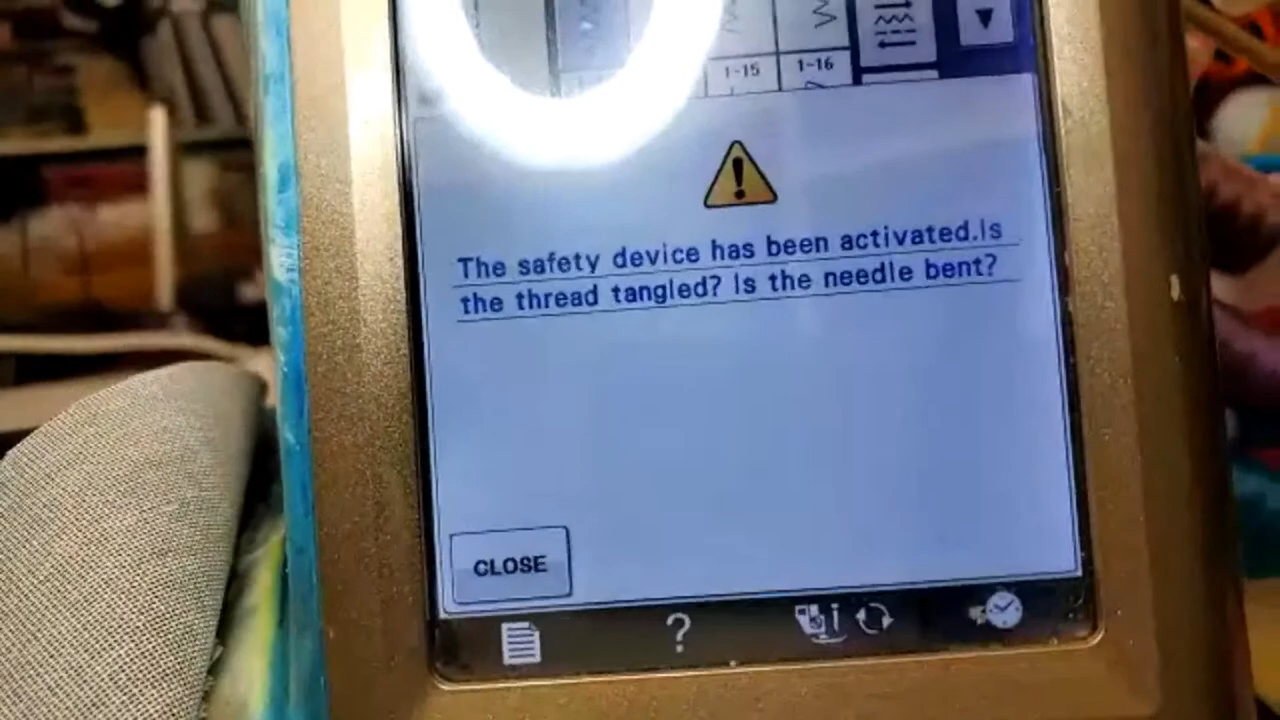 1-15 1-16
The safety device has been activated.Is
the thread tangled? Is the needle bent?
CLOSE
?